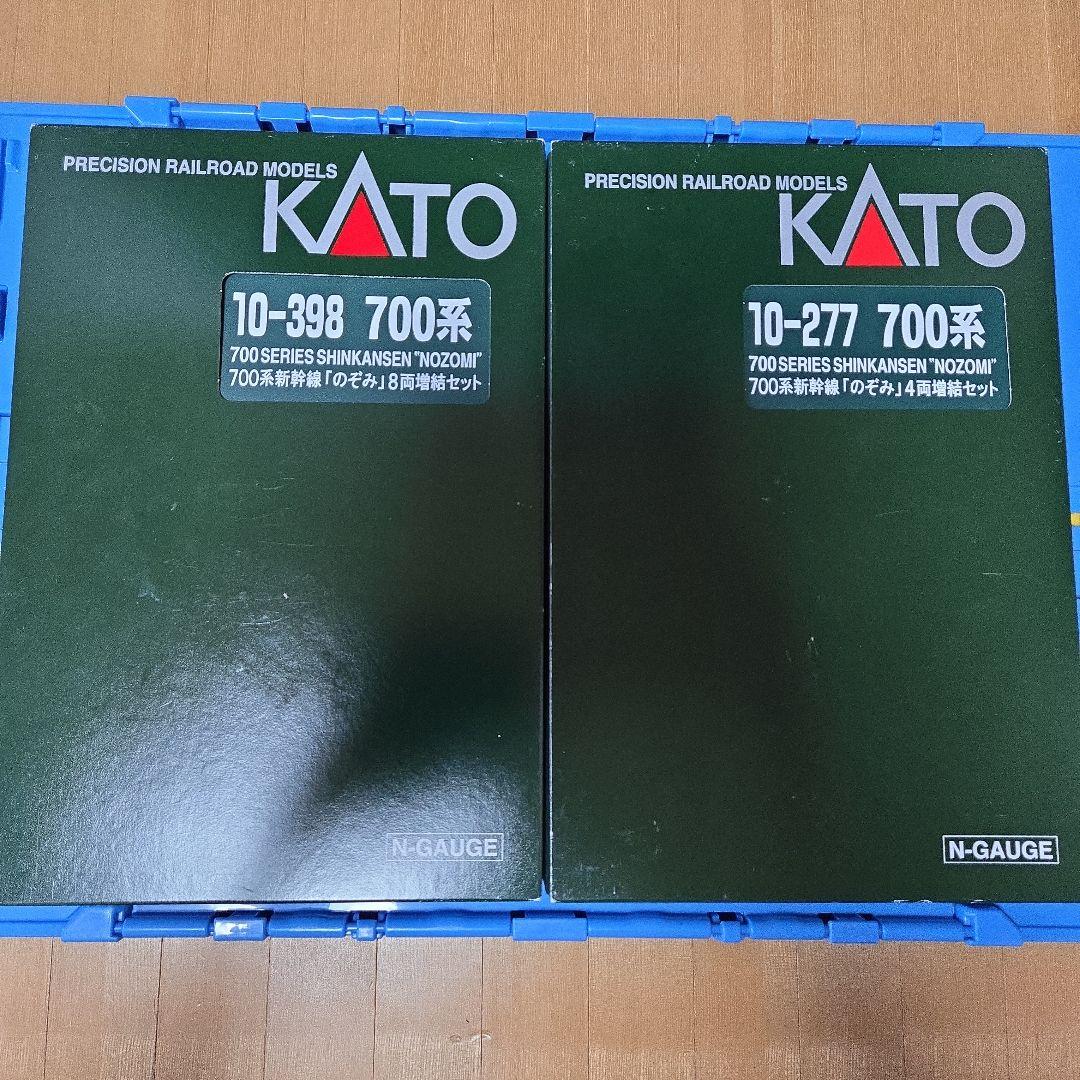 PRECISION RAILROAD MODELS
KATO
10-398 700系
700 SERIES SHINKANSEN "NOZOMI"
700系新幹線「のぞみ」8両増結セット
N-GAUGE
PRECISION RAILROAD MODELS
KATO
10-277 700系
700 SERIES SHINKANSEN "NOZOMI"
700系新幹線「のぞみ」4両増結セット
N-GAUGE